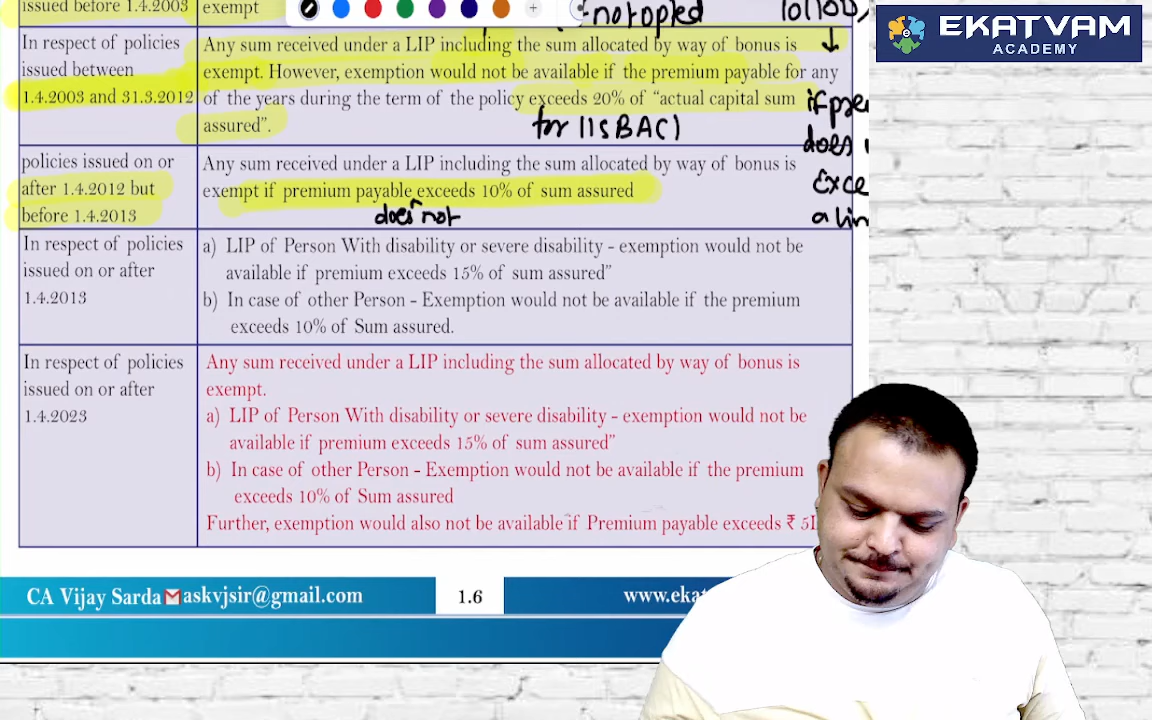 issued before 1.4.2003
exempt
not opted
EKATVAM
ACADEMY
In respect of policies
issued between
1.4.2003 and 31.3.2012
Any sum received under a LIP including the sum allocated by way of bonus is
exempt. However, exemption would not be available if the premium payable for any
of the years during the term of the policy exceeds 20% of “actual capital sum
assured”.
for 115BAC)
if
does
policies issued on or
after 1.4.2012 but
before 1.4.2013
Any sum received under a LIP including the sum allocated by way of bonus is
exempt if premium payable exceeds 10% of sum assured
does not
a
In respect of policies
issued on or after
1.4.2013
a) LIP of Person With disability or severe disability - exemption would not be
available if premium exceeds 15% of sum assured”
b) In case of other Person - Exemption would not be available if the premium
exceeds 10% of Sum assured.
In respect of policies
issued on or after
1.4.2023
Any sum received under a LIP including the sum allocated by way of bonus is
exempt.
a) LIP of Person With disability or severe disability - exemption would not be
available if premium exceeds 15% of sum assured”
b) In case of other Person - Exemption would not be available if the premium
exceeds 10% of Sum assured
Further, exemption would also not be available if Premium payable exceeds ₹ 5
CA Vijay Sarda askvjsir@gmail.com
1.6
www.eka